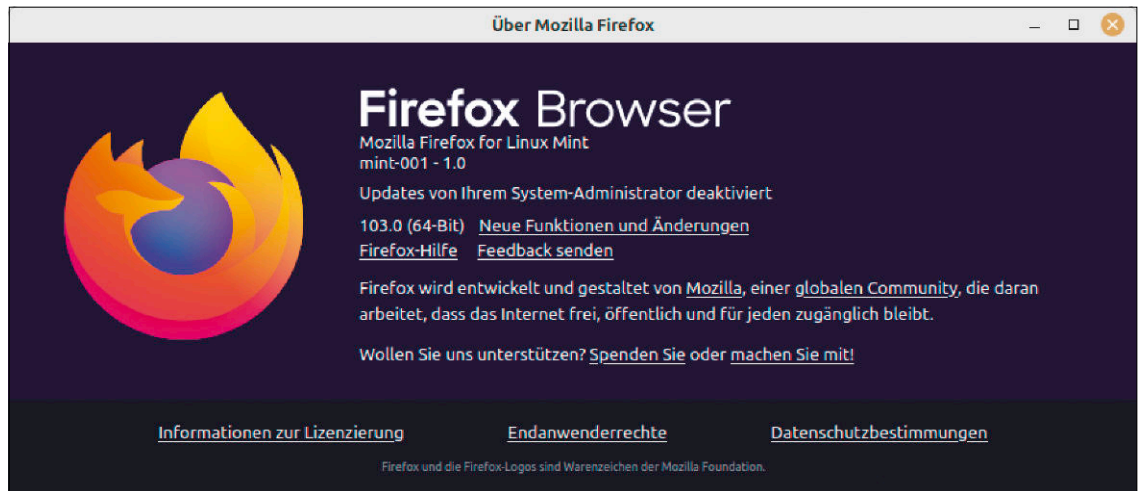 Über Mozilla Firefox
Firefox Browser
Mozilla Firefox for Linux Mint
mint-001 - 1.0
Updates von Ihrem System-Administrator deaktiviert
103.0 (64-Bit) Neue Funktionen und Änderungen
Firefox-Hilfe Feedback senden
Firefox wird entwickelt und gestaltet von Mozilla, einer globalen Community, die daran
arbeitet, dass das Internet frei, öffentlich und für jeden zugänglich bleibt.
Wollen Sie uns unterstützen? Spenden Sie oder machen Sie mit!
Informationen zur Lizenzierung Endanwenderrechte Datenschutzbestimmungen
Firefox und die Firefox-Logos sind Warenzeichen der Mozilla Foundation.